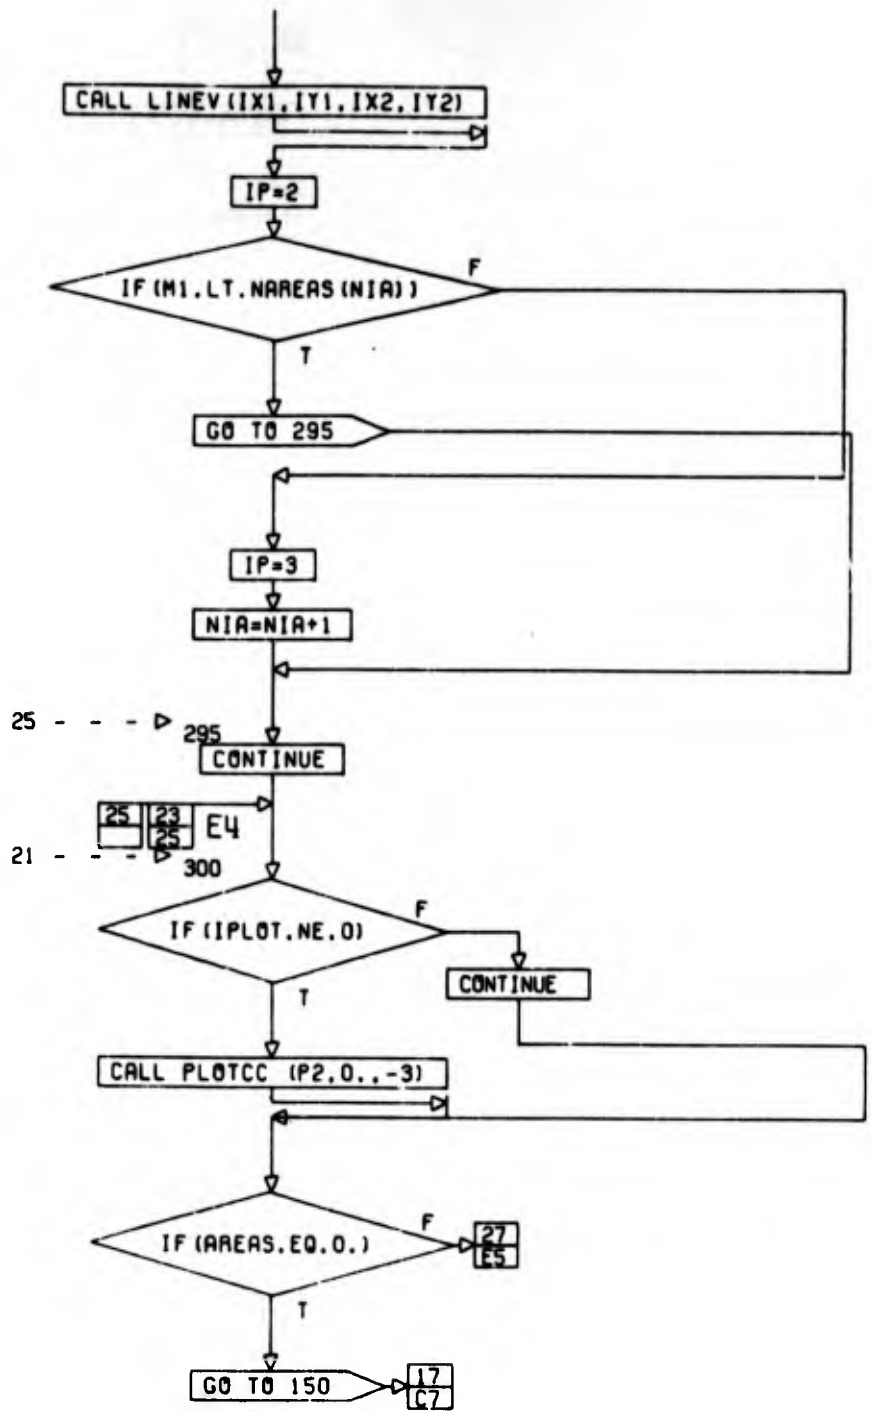 CALL LINEV(IX1,IY1,IX2,IY2)
IP=2
F
IF(M1.LT.NAREAS(NIA))
T
GO TO 295
IP=3
NIA=NIA+1
25 - - -
295
CONTINUE
25 23
25 E4
21 - - -
300
F
IF(IPLOT.NE.0)
CONTINUE
T
CALL PLOTCC (P2,0.,-3)
F
IF(AREAS.EQ.0.)
27
E5
T
GO TO 150
17
C7